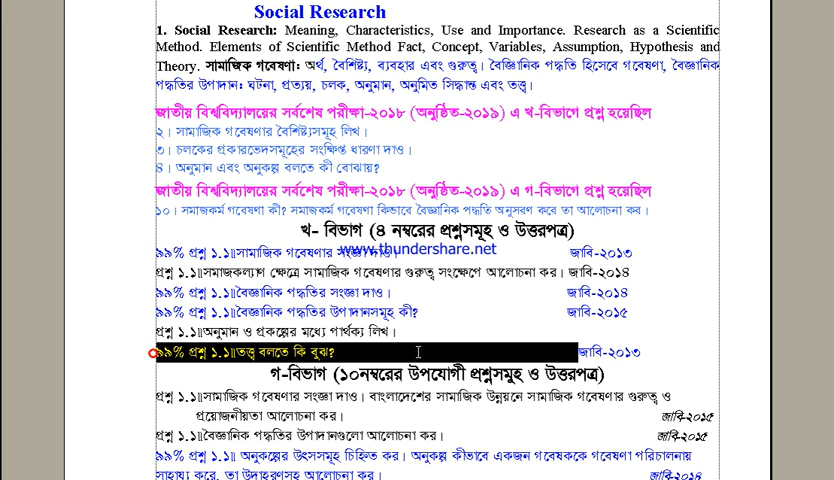 Social Research
1. Social Research: Meaning, Characteristics, Use and Importance. Research as a Scientific
Method. Elements of Scientific Method Fact, Concept, Variables, Assumption, Hypothesis and
Theory. সামাজিক গবেষণা: অর্থ, বৈশিষ্ট্য, ব্যবহার এবং গুরুত্ব। বৈজ্ঞানিক পদ্ধতি হিসেবে গবেষণা, বৈজ্ঞানিক
পদ্ধতির উপাদান: ঘটনা, প্রত্যয়, চলক, অনুমান, অনুমিত সিদ্ধান্ত এবং তত্ত্ব।
জাতীয় বিশ্ববিদ্যালয়ের সর্বশেষ পরীক্ষা-২০১৮ (অনুষ্ঠিত-২০১৯) এ খ-বিভাগে প্রশ্ন হয়েছিল
২। সামাজিক গবেষণার বৈশিষ্ট্যসমূহ লিখ।
৩। চলকের প্রকারভেদসমূহের সংক্ষিপ্ত ধারণা দাও।
৪। অনুমান এবং অনুকল্প বলতে কী বোঝায়?
জাতীয় বিশ্ববিদ্যালয়ের সর্বশেষ পরীক্ষা-২০১৮ (অনুষ্ঠিত-২০১৯) এ গ-বিভাগে প্রশ্ন হয়েছিল
১০। সমাজকর্ম গবেষণা কী? সমাজকর্ম গবেষণা কিভাবে বৈজ্ঞানিক পদ্ধতি অনুসরণ করে তা আলোচনা কর।
খ- বিভাগ (৪ নম্বরের প্রশ্নসমূহ ও উত্তরপত্র)
৯৯% প্রশ্ন ১.১॥সামাজিক গবেষণার সংজ্ঞা দাও। জাবি-২০১৩
www.thundershare.net
প্রশ্ন ১.১॥সমাজকল্যাণ ক্ষেত্রে সামাজিক গবেষণার গুরুত্ব সংক্ষেপে আলোচনা কর। জাবি-২০১৪
৯৯% প্রশ্ন ১.১॥বৈজ্ঞানিক পদ্ধতির সংজ্ঞা দাও। জাবি-২০১৪
৯৯% প্রশ্ন ১.১॥বৈজ্ঞানিক পদ্ধতির উপাদানসমূহ কী? জাবি-২০১৫
প্রশ্ন ১.১॥অনুমান ও প্রকল্পের মধ্যে পার্থক্য লিখ।
৯৯% প্রশ্ন ১.১॥তত্ত্ব বলতে কি বুঝ? জাবি-২০১৩
গ-বিভাগ (১০নম্বরের উপযোগী প্রশ্নসমূহ ও উত্তরপত্র)
প্রশ্ন ১.১॥সামাজিক গবেষণার সংজ্ঞা দাও। বাংলাদেশের সামাজিক উন্নয়নে সামাজিক গবেষণার গুরুত্ব ও
প্রয়োজনীয়তা আলোচনা কর। জাবি-২০১৫
প্রশ্ন ১.১॥বৈজ্ঞানিক পদ্ধতির উপাদানগুলো আলোচনা কর। জাবি-২০১৫
৯৯% প্রশ্ন ১.১॥ অনুকল্পের উৎসসমূহ চিহ্নিত কর। অনুকল্প কীভাবে একজন গবেষককে গবেষণা পরিচালনায়
সাহায্য করে, তা উদাহরণসহ আলোচনা কর। জাবি-২০১৪